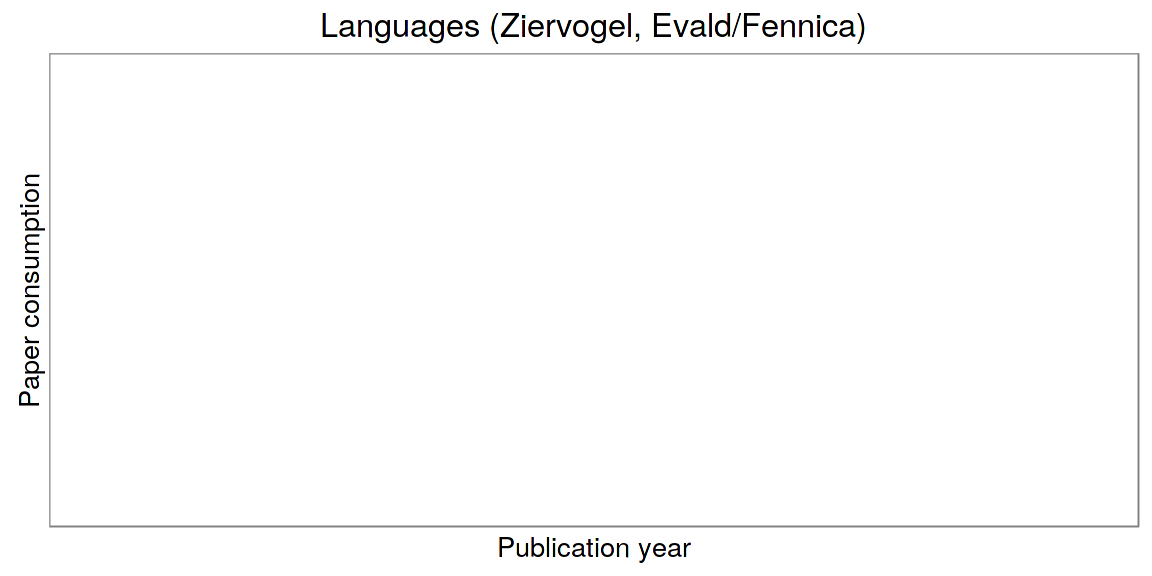 Languages (Ziervogel, Evald/Fennica)
Paper consumption
Publication year